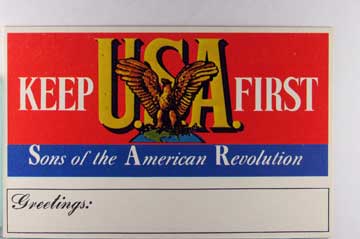 KEEP U.S.A. FIRST
Sons of the American Revolution
Greetings: